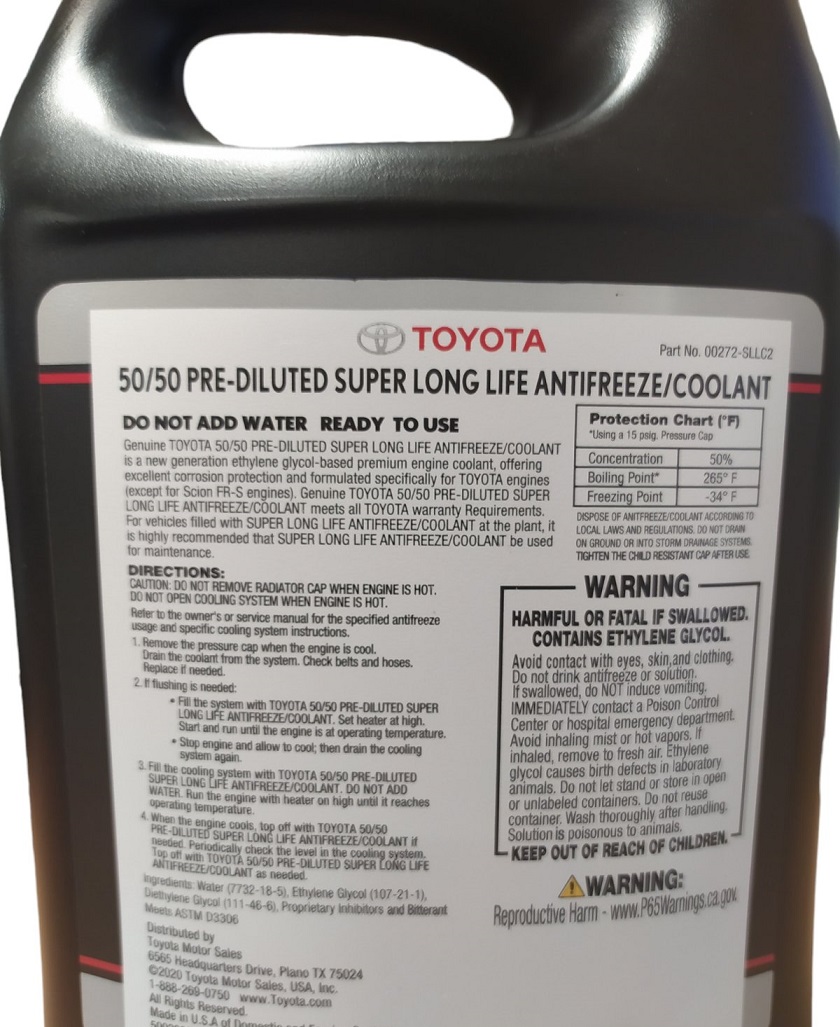 TOYOTA
Part No. 00272-SLLC2
50/50 PRE-DILUTED SUPER LONG LIFE ANTIFREEZE/COOLANT
DO NOT ADD WATER READY TO USE
Genuine TOYOTA 50/50 PRE-DILUTED SUPER LONG LIFE ANTIFREEZE/COOLANT
is a new generation ethylene glycol-based premium engine coolant, offering
excellent corrosion protection and formulated specifically for TOYOTA engines
(except for Scion FR-S engines). Genuine TOYOTA 50/50 PRE-DILUTED SUPER
LONG LIFE ANTIFREEZE/COOLANT meets all TOYOTA warranty Requirements.
For vehicles filled with SUPER LONG LIFE ANTIFREEZE/COOLANT at the plant, it
is highly recommended that SUPER LONG LIFE ANTIFREEZE/COOLANT be used
for maintenance.
DIRECTIONS:
CAUTION: DO NOT REMOVE RADIATOR CAP WHEN ENGINE IS HOT.
DO NOT OPEN COOLING SYSTEM WHEN ENGINE IS HOT.
Refer to the owner's or service manual for the specified antifreeze
usage and specific cooling system instructions.
1. Remove the pressure cap when the engine is cool.
Drain the coolant from the system. Check belts and hoses.
Replace if needed.
2. If flushing is needed:
• Fill the system with TOYOTA 50/50 PRE-DILUTED SUPER
LONG LIFE ANTIFREEZE/COOLANT. Set heater at high.
Start and run until the engine is at operating temperature.
• Stop engine and allow to cool; then drain the cooling
system again.
3. Fill the cooling system with TOYOTA 50/50 PRE-DILUTED
SUPER LONG LIFE ANTIFREEZE/COOLANT. DO NOT ADD
WATER. Run the engine with heater on high until it reaches
operating temperature.
4. When the engine cools, top off with TOYOTA 50/50
PRE-DILUTED SUPER LONG LIFE ANTIFREEZE/COOLANT if
needed. Periodically check the level in the cooling system.
Top off with TOYOTA 50/50 PRE-DILUTED SUPER LONG LIFE
ANTIFREEZE/COOLANT as needed.
Ingredients: Water (7732-18-5), Ethylene Glycol (107-21-1),
Diethylene Glycol (111-46-6), Proprietary Inhibitors and Bitterant
Meets ASTM D3306
Distributed by
Toyota Motor Sales
6565 Headquarters Drive, Plano TX 75024
©2020 Toyota Motor Sales, USA, Inc.
1-888-269-0750 www.Toyota.com
All Rights Reserved.
Made in U.S.A of Domestic and
Protection Chart (°F)
*Using a 15 psig. Pressure Cap
Concentration 50%
Boiling Point* 265° F
Freezing Point -34° F
DISPOSE OF ANITFREEZE/COOLANT ACCORDING TO
LOCAL LAWS AND REGULATIONS. DO NOT DRAIN
ON GROUND OR INTO STORM DRAINAGE SYSTEMS.
TIGHTEN THE CHILD RESISTANT CAP AFTER USE.
WARNING
HARMFUL OR FATAL IF SWALLOWED.
CONTAINS ETHYLENE GLYCOL.
Avoid contact with eyes, skin,and clothing.
Do not drink antifreeze or solution.
If swallowed, do NOT induce vomiting.
IMMEDIATELY contact a Poison Control
Center or hospital emergency department.
Avoid inhaling mist or hot vapors. If
inhaled, remove to fresh air. Ethylene
glycol causes birth defects in laboratory
animals. Do not let stand or store in open
or unlabeled containers. Do not reuse
container. Wash thoroughly after handling.
Solution is poisonous to animals.
KEEP OUT OF REACH OF CHILDREN.
WARNING:
Reproductive Harm - www.P65Warnings.ca.gov